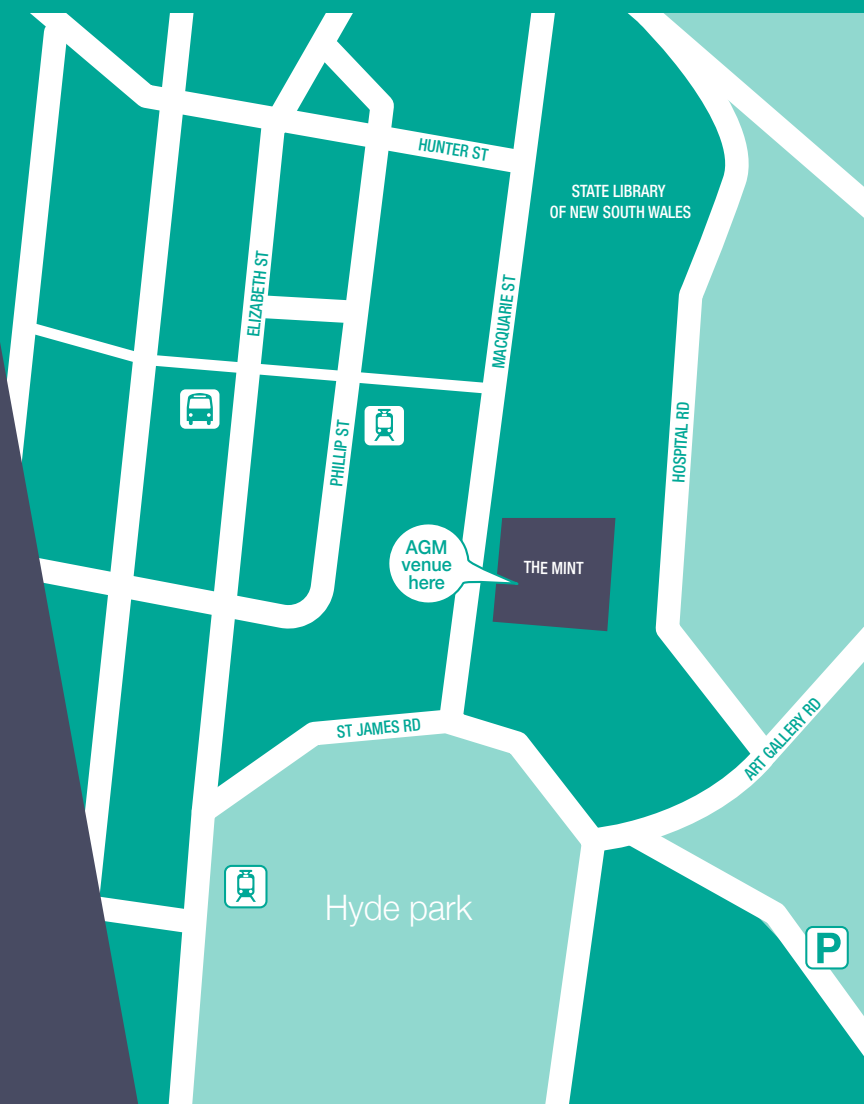 HUNTER ST
STATE LIBRARY
OF NEW SOUTH WALES
ELIZABETH ST
MACQUARIE ST
PHILLIP ST
HOSPITAL RD
AGM
venue
here
THE MINT
ST JAMES RD
ART GALLERY RD
Hyde park
P